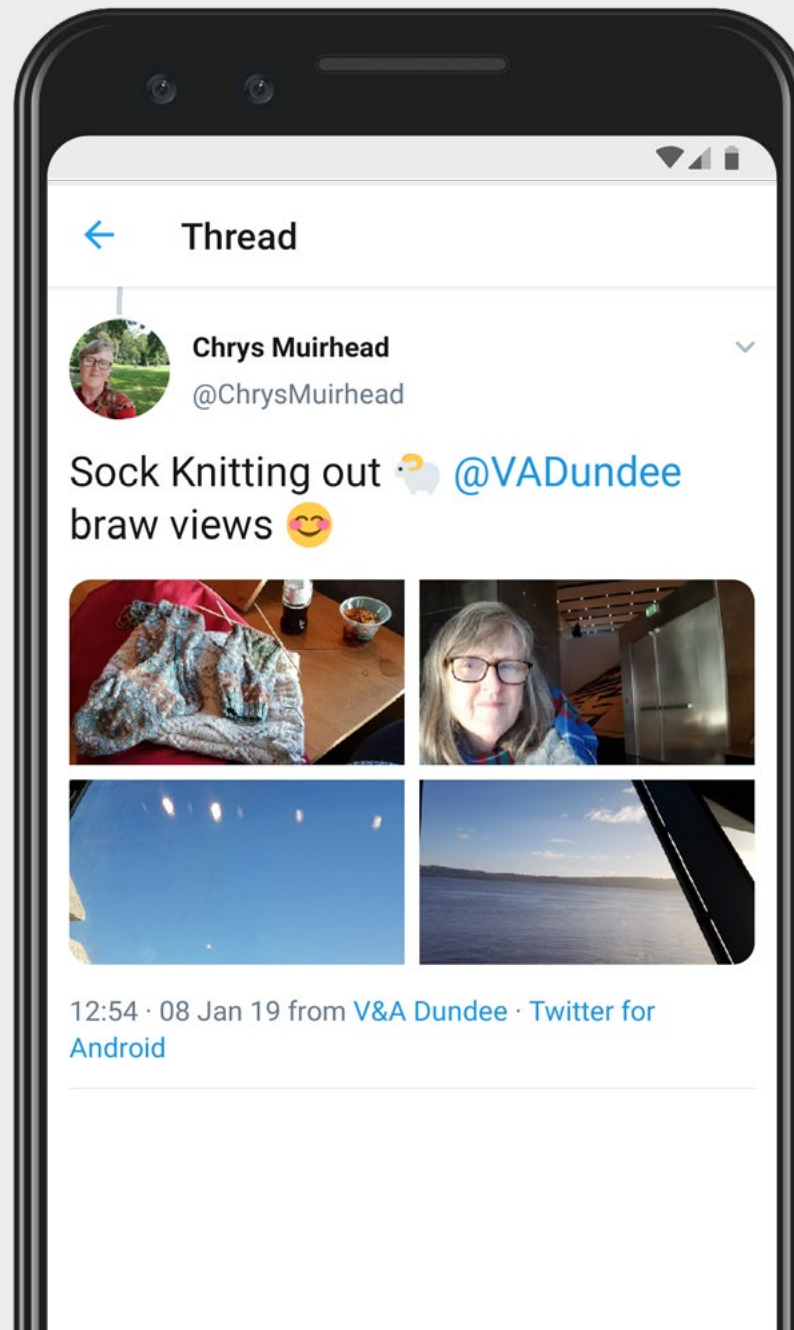 Thread
Chrys Muirhead
@ChrysMuirhead
Sock Knitting out 🐏 @VADundee
braw views 😊
12:54 · 08 Jan 19 from V&A Dundee · Twitter for
Android